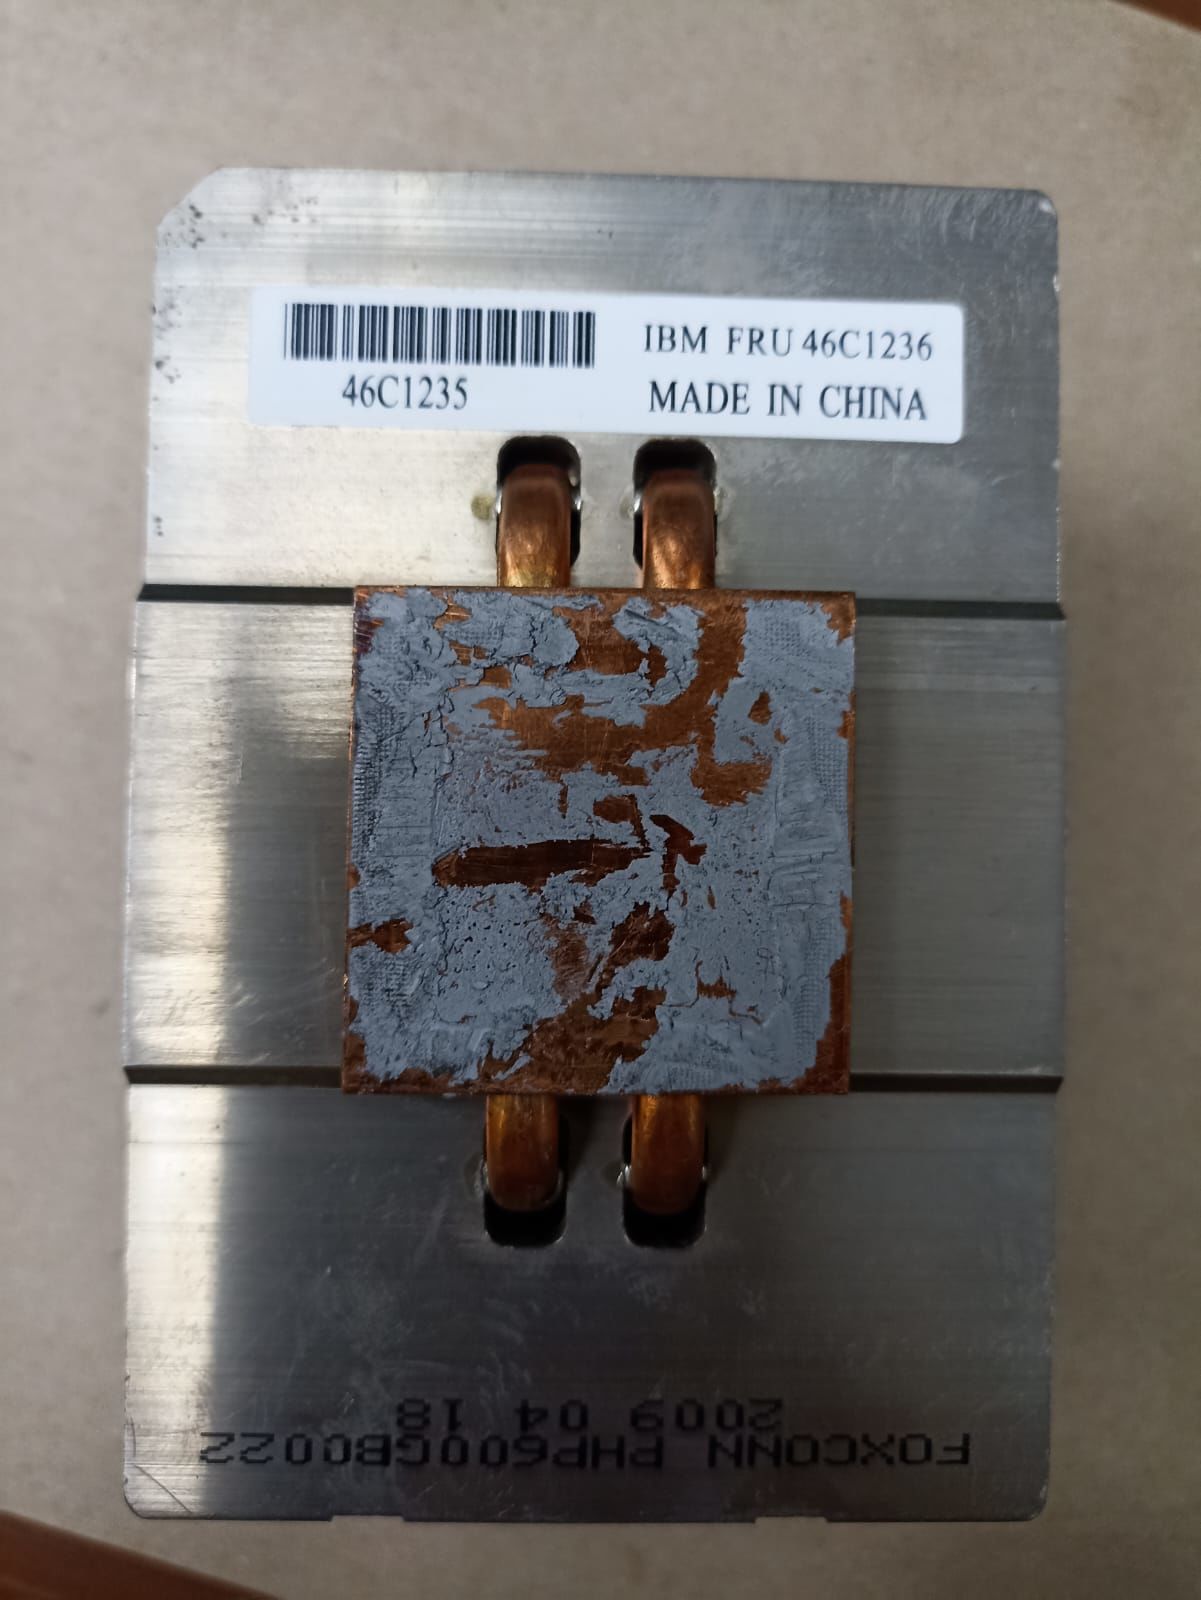 46C1235
IBM FRU 46C1236
MADE IN CHINA
FOXCONN PHP600GB0022
2009 04 18